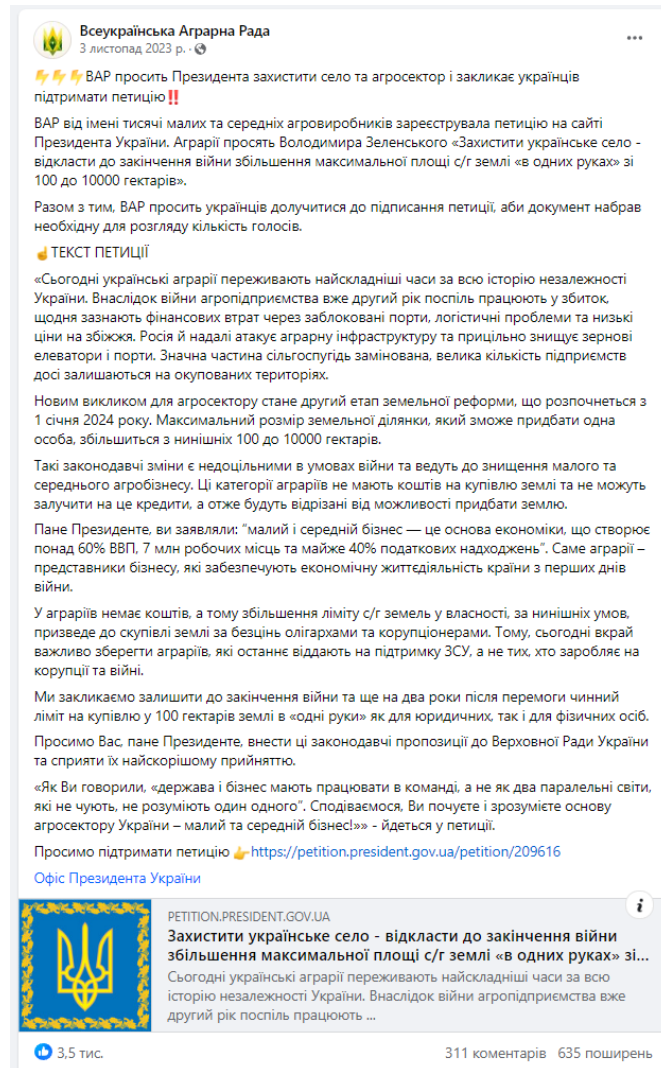 Всеукраїнська Аграрна Рада
3 листопад 2023 р. ·
ВАР просить Президента захистити село та агросектор і закликає українців
підтримати петицію‼
ВАР від імені тисячі малих та середніх агровиробників зареєструвала петицію на сайті
Президента України. Аграрії просять Володимира Зеленського «Захистити українське село -
відкласти до закінчення війни збільшення максимальної площі с/г землі «в одних руках» зі
100 до 10000 гектарів».
Разом з тим, ВАР просить українців долучитися до підписання петиції, аби документ набрав
необхідну для розгляду кількість голосів.
☝ТЕКСТ ПЕТИЦІЇ
«Сьогодні українські аграрії переживають найскладніші часи за всю історію незалежності
України. Внаслідок війни агропідприємства вже другий рік поспіль працюють у збиток,
щодня зазнають фінансових втрат через заблоковані порти, логістичні проблеми та низькі
ціни на збіжжя. Росія й надалі атакує аграрну інфраструктуру та прицільно знищує зернові
елеватори і порти. Значна частина сільгоспугідь замінована, велика кількість підприємств
досі залишаються на окупованих територіях.
Новим викликом для агросектору стане другий етап земельної реформи, що розпочнеться з
1 січня 2024 року. Максимальний розмір земельної ділянки, який зможе придбати одна
особа, збільшиться з нинішніх 100 до 10000 гектарів.
Такі законодавчі зміни є недоцільними в умовах війни та ведуть до знищення малого та
середнього агробізнесу. Ці категорії аграріїв не мають коштів на купівлю землі та не можуть
залучити на це кредити, а отже будуть відрізані від можливості придбати землю.
Пане Президенте, ви заявляли: “малий і середній бізнес — це основа економіки, що створює
понад 60% ВВП, 7 млн робочих місць та майже 40% податкових надходжень”. Саме аграрії –
представники бізнесу, які забезпечують економічну життєдіяльність країни з перших днів
війни.
У аграріїв немає коштів, а тому збільшення ліміту с/г земель у власності, за нинішніх умов,
призведе до скупівлі землі за безцінь олігархами та корупціонерами. Тому, сьогодні вкрай
важливо зберегти аграріїв, які останнє віддають на підтримку ЗСУ, а не тих, хто заробляє на
корупції та війні.
Ми закликаємо залишити до закінчення війни та ще на два роки після перемоги чинний
ліміт на купівлю у 100 гектарів землі в «одні руки» як для юридичних, так і для фізичних осіб.
Просимо Вас, пане Президенте, внести ці законодавчі пропозиції до Верховної Ради України
та сприяти їх найскорішому прийняттю.
«Як Ви говорили, «держава і бізнес мають працювати в команді, а не як два паралельні світи,
які не чують, не розуміють один одного”. Сподіваємося, Ви почуєте і зрозумієте основу
агросектору України – малий та середній бізнес!»» - йдеться у петиції.
Просимо підтримати петицію 👉https://petition.president.gov.ua/petition/209616
Офіс Президента України
PETITION.PRESIDENT.GOV.UA
Захистити українське село - відкласти до закінчення війни
збільшення максимальної площі с/г землі «в одних руках» зі...
Сьогодні українські аграрії переживають найскладніші часи за всю
історію незалежності України. Внаслідок війни агропідприємства вже
другий рік поспіль працюють ...
3,5 тис.
311 коментарів 635 поширень